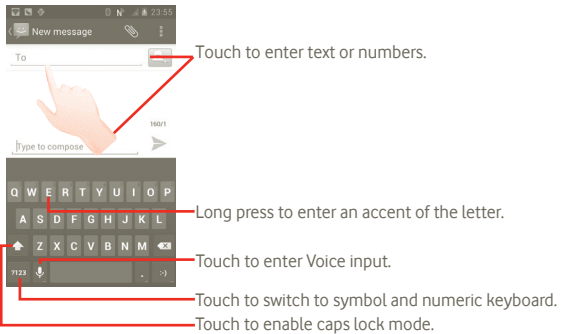 23:55
New message
To
Touch to enter text or numbers.
160/1
Type to compose
Q W E R T Y U I O P
A S D F G H J K L
Long press to enter an accent of the letter.
Z X C V B N M
Touch to enter Voice input.
?123 . :-)
Touch to switch to symbol and numeric keyboard.
Touch to enable caps lock mode.